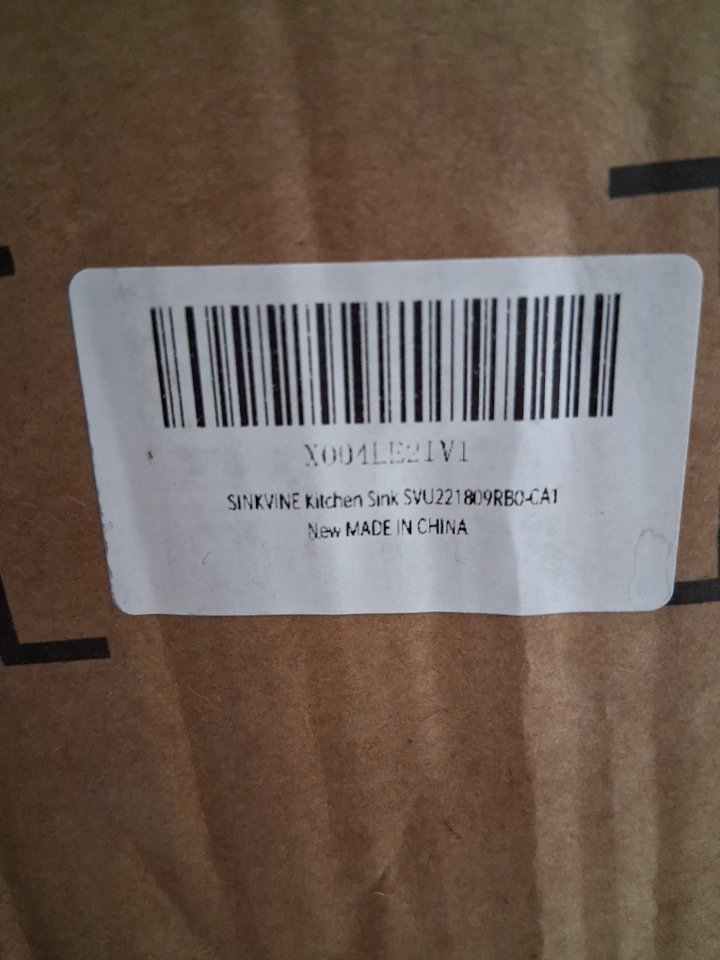 X004LE2IV1
SINKVINE Kitchen Sink SVU221809RB0-CA1
New MADE IN CHINA